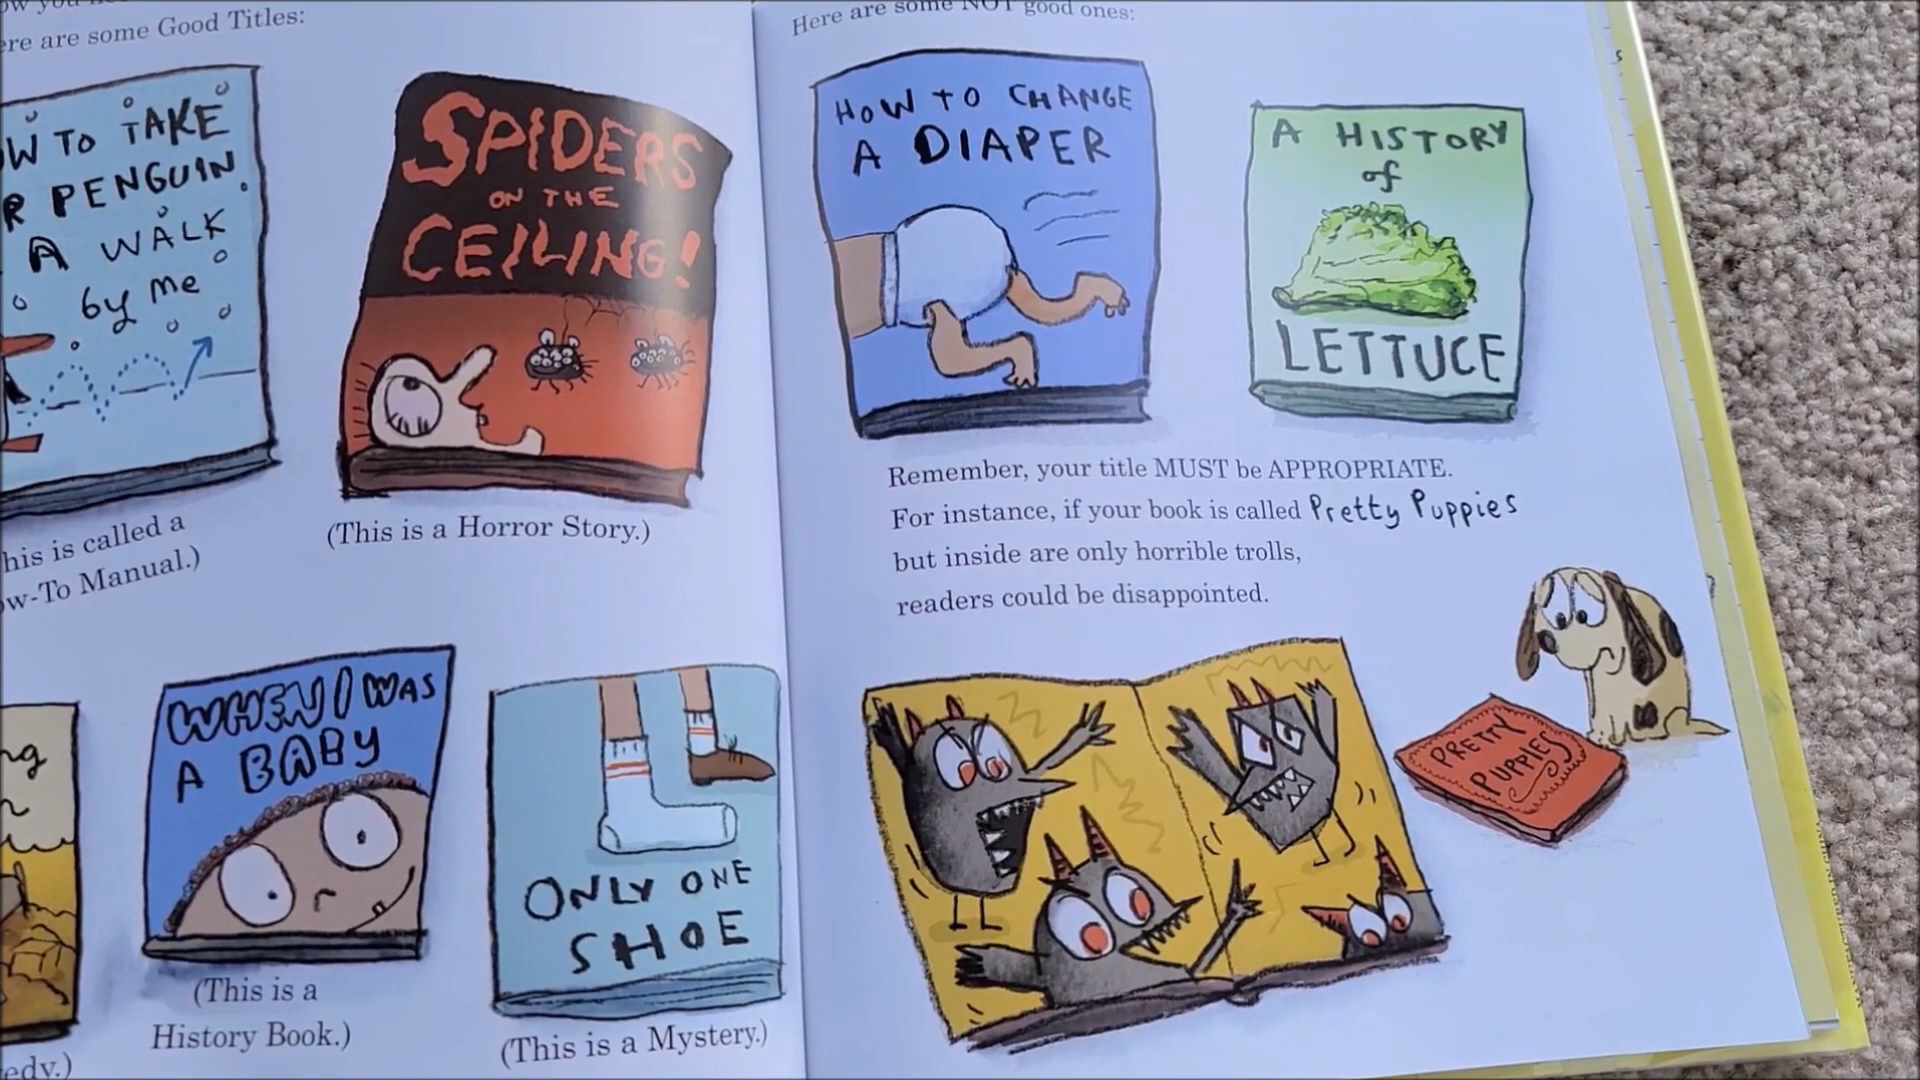 ere are some Good Titles:
W TO TAKE
R PENGUIN
A WALK
by me
his is called a
w-To Manual.)
SPIDERS
ON THE
CEILING!
(This is a Horror Story.)
ng
edy.)
WHEN I WAS
A BABY
(This is a
History Book.)
ONLY ONE
SHOE
(This is a Mystery.)
Here are some NOT good ones:
HOW TO CHANGE
A DIAPER
A HISTORY
of
LETTUCE
Remember, your title MUST be APPROPRIATE.
For instance, if your book is called Pretty Puppies
but inside are only horrible trolls,
readers could be disappointed.
PRETTY
PUPPIES